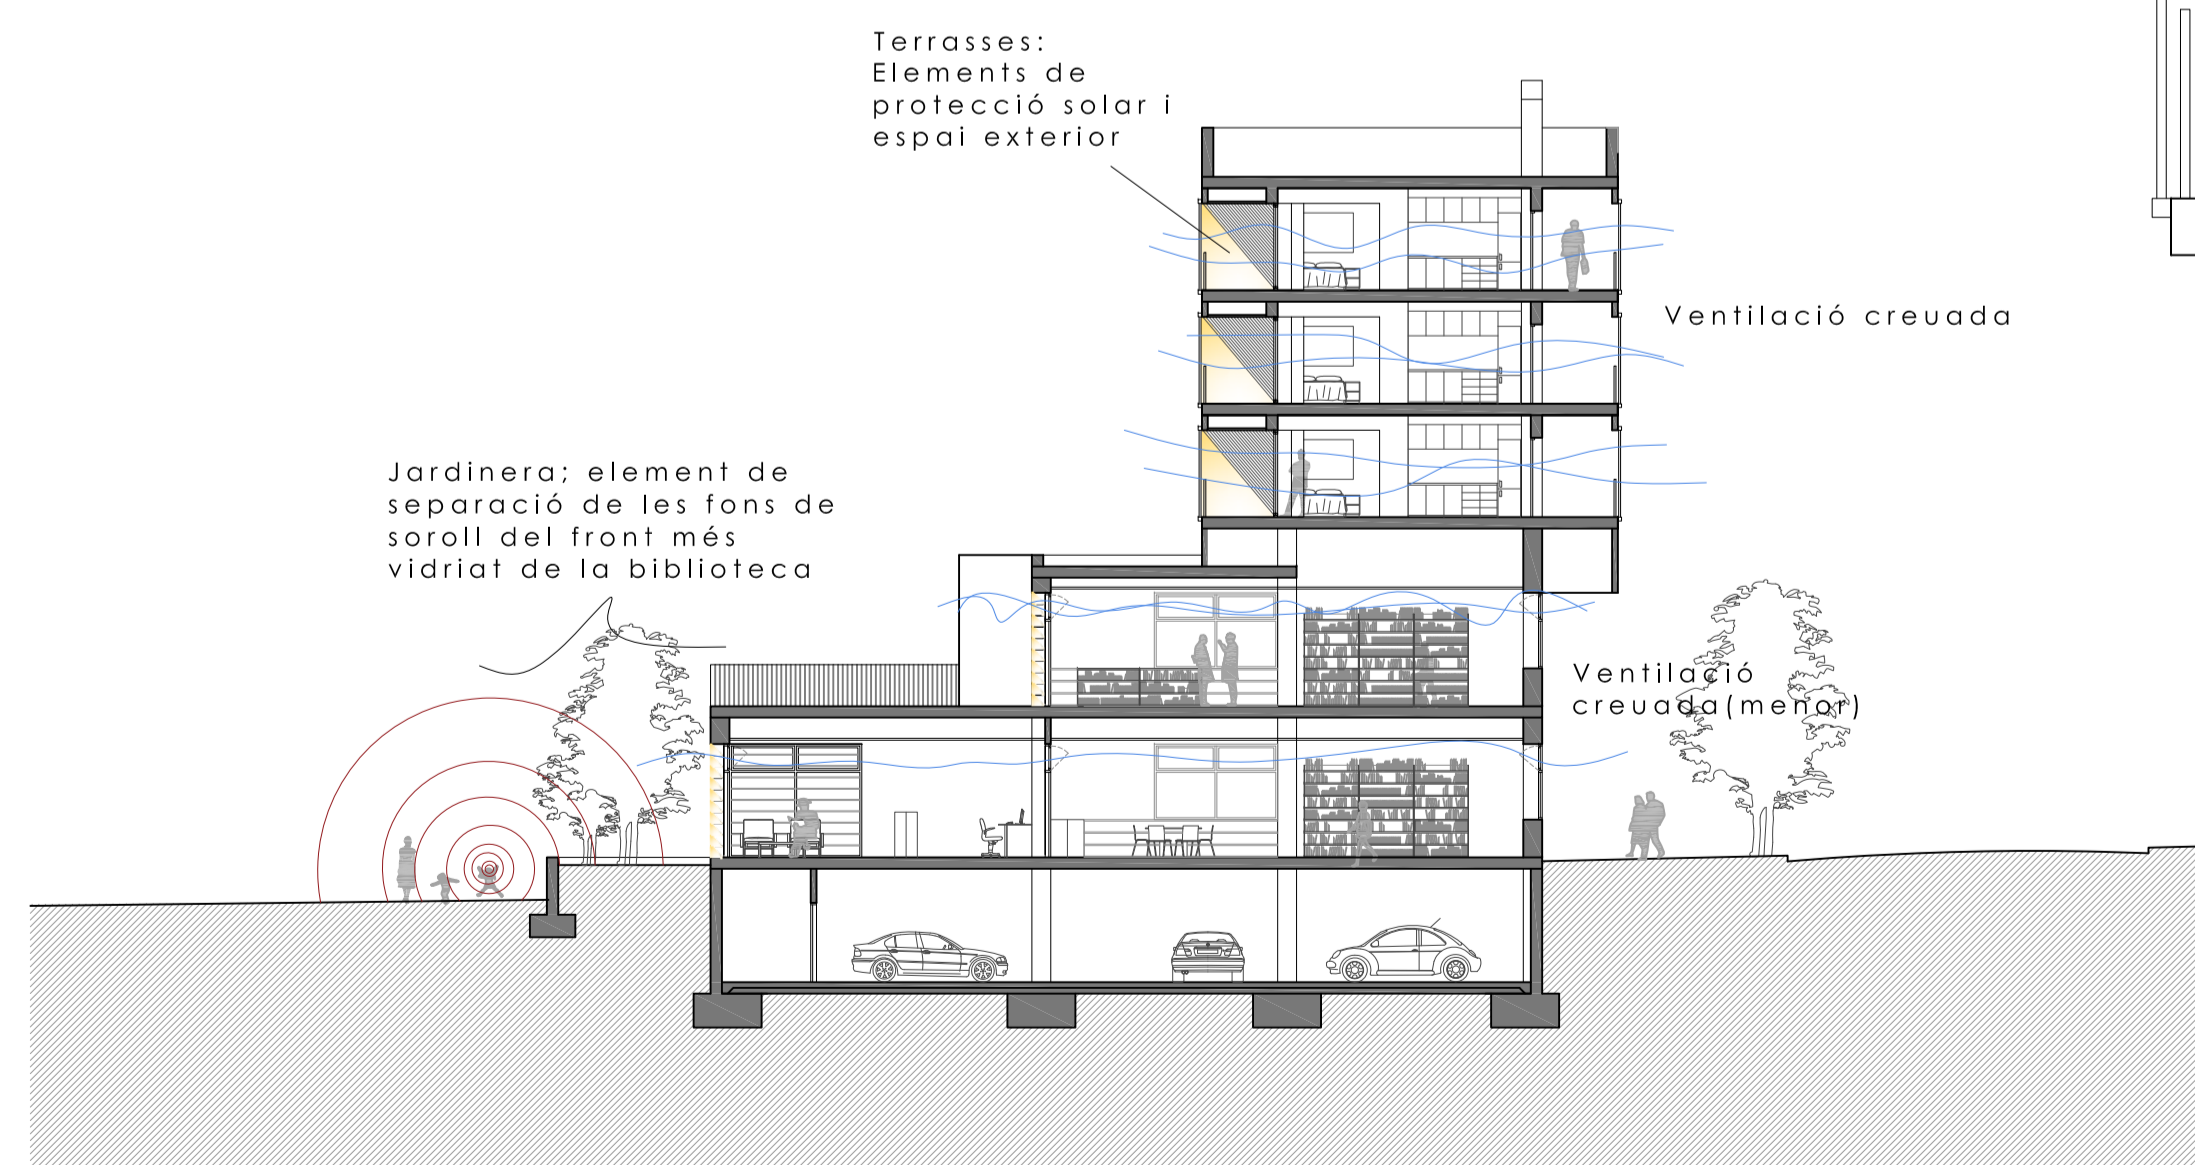 Terrasses:
Elements de
protecció solar i
espai exterior
Ventilació creuada
Jardinera; element de
separació de les fons de
soroll del front més
vidriat de la biblioteca
Ventilació
creuada(menor)